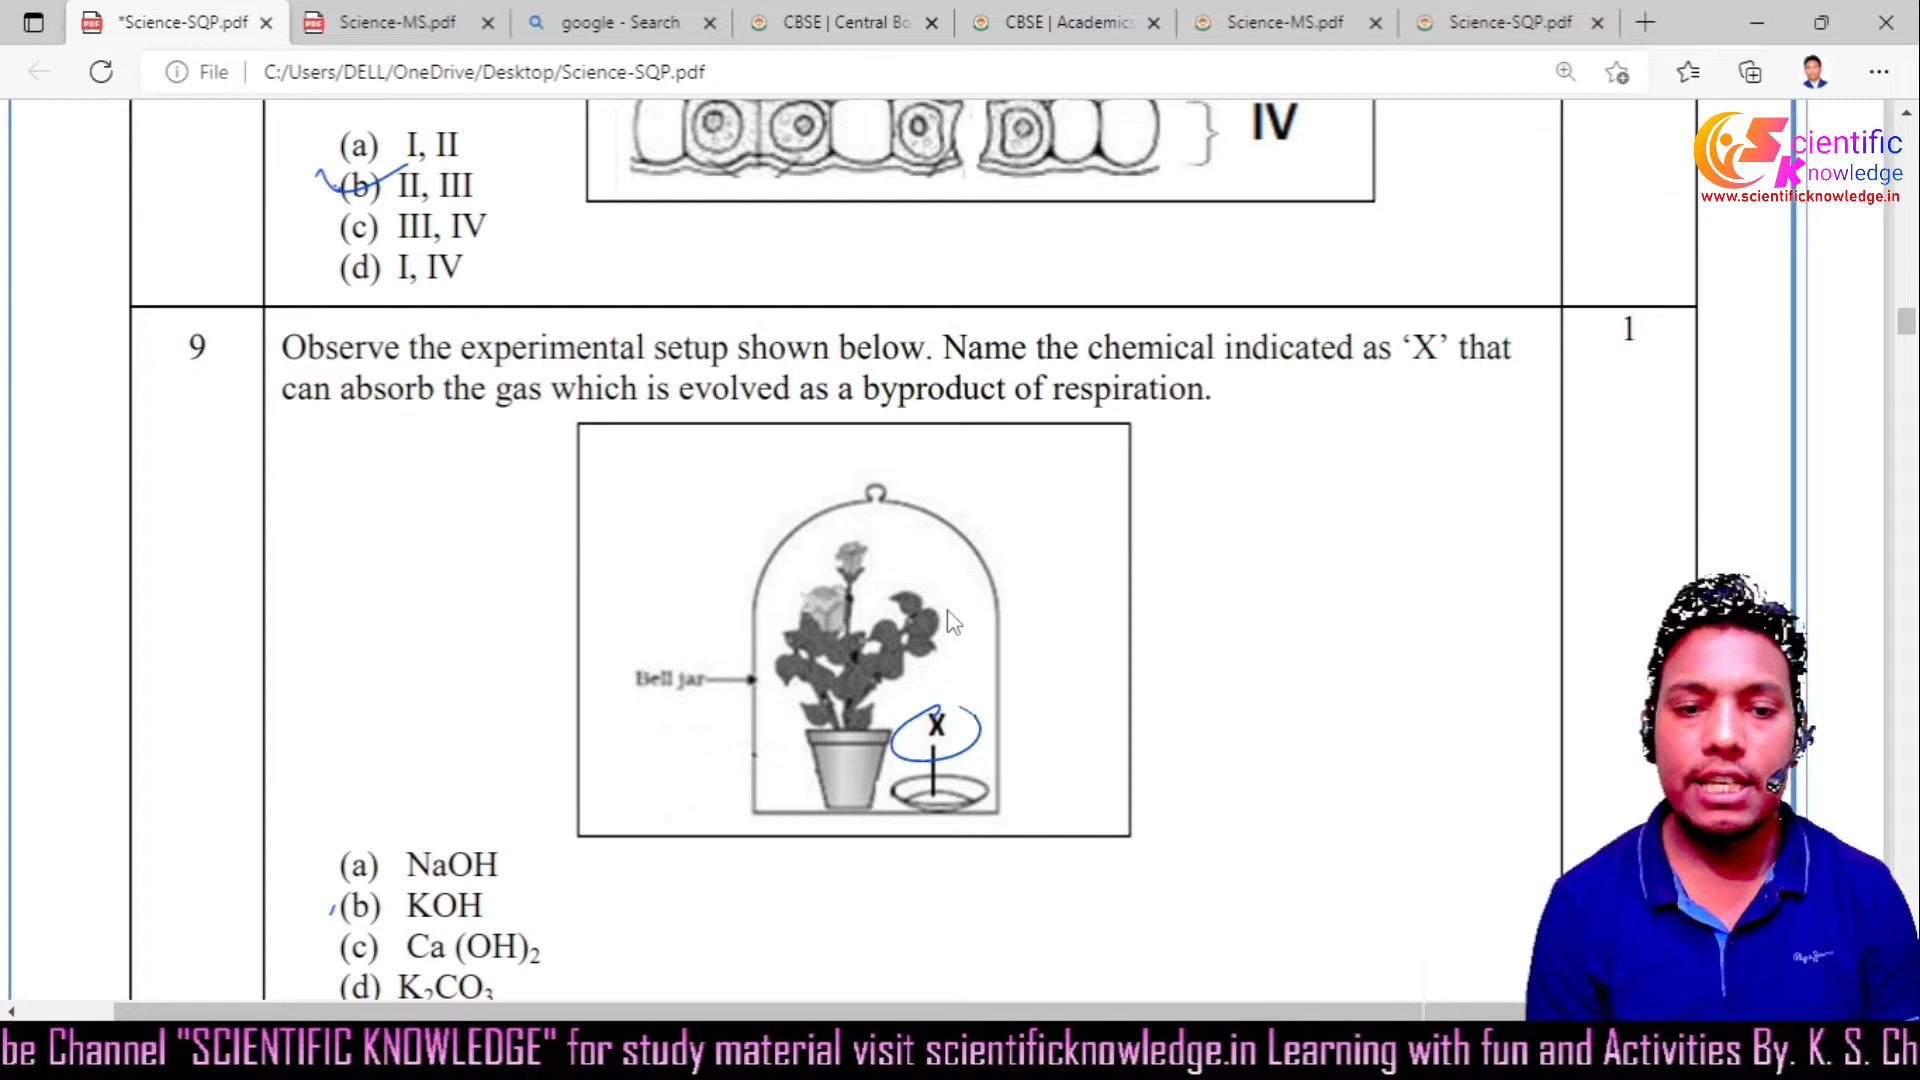 *Science-SQP.pdf
Science-MS.pdf
google - Search
CBSE | Central Bo
CBSE | Academics
Science-MS.pdf
Science-SQP.pdf
File
C:/Users/DELL/OneDrive/Desktop/Science-SQP.pdf
IV
(a) I, II
(b) II, III
(c) III, IV
(d) I, IV
Scientific
Knowledge
www.scientificknowledge.in
9
Observe the experimental setup shown below. Name the chemical indicated as ‘X’ that
can absorb the gas which is evolved as a byproduct of respiration.
1
Bell jar
X
(a) NaOH
(b) KOH
(c) Ca (OH)₂
(d) K₂CO₃
be Channel "SCIENTIFIC KNOWLEDGE" for study material visit scientificknowledge.in Learning with fun and Activities By. K. S. Ch